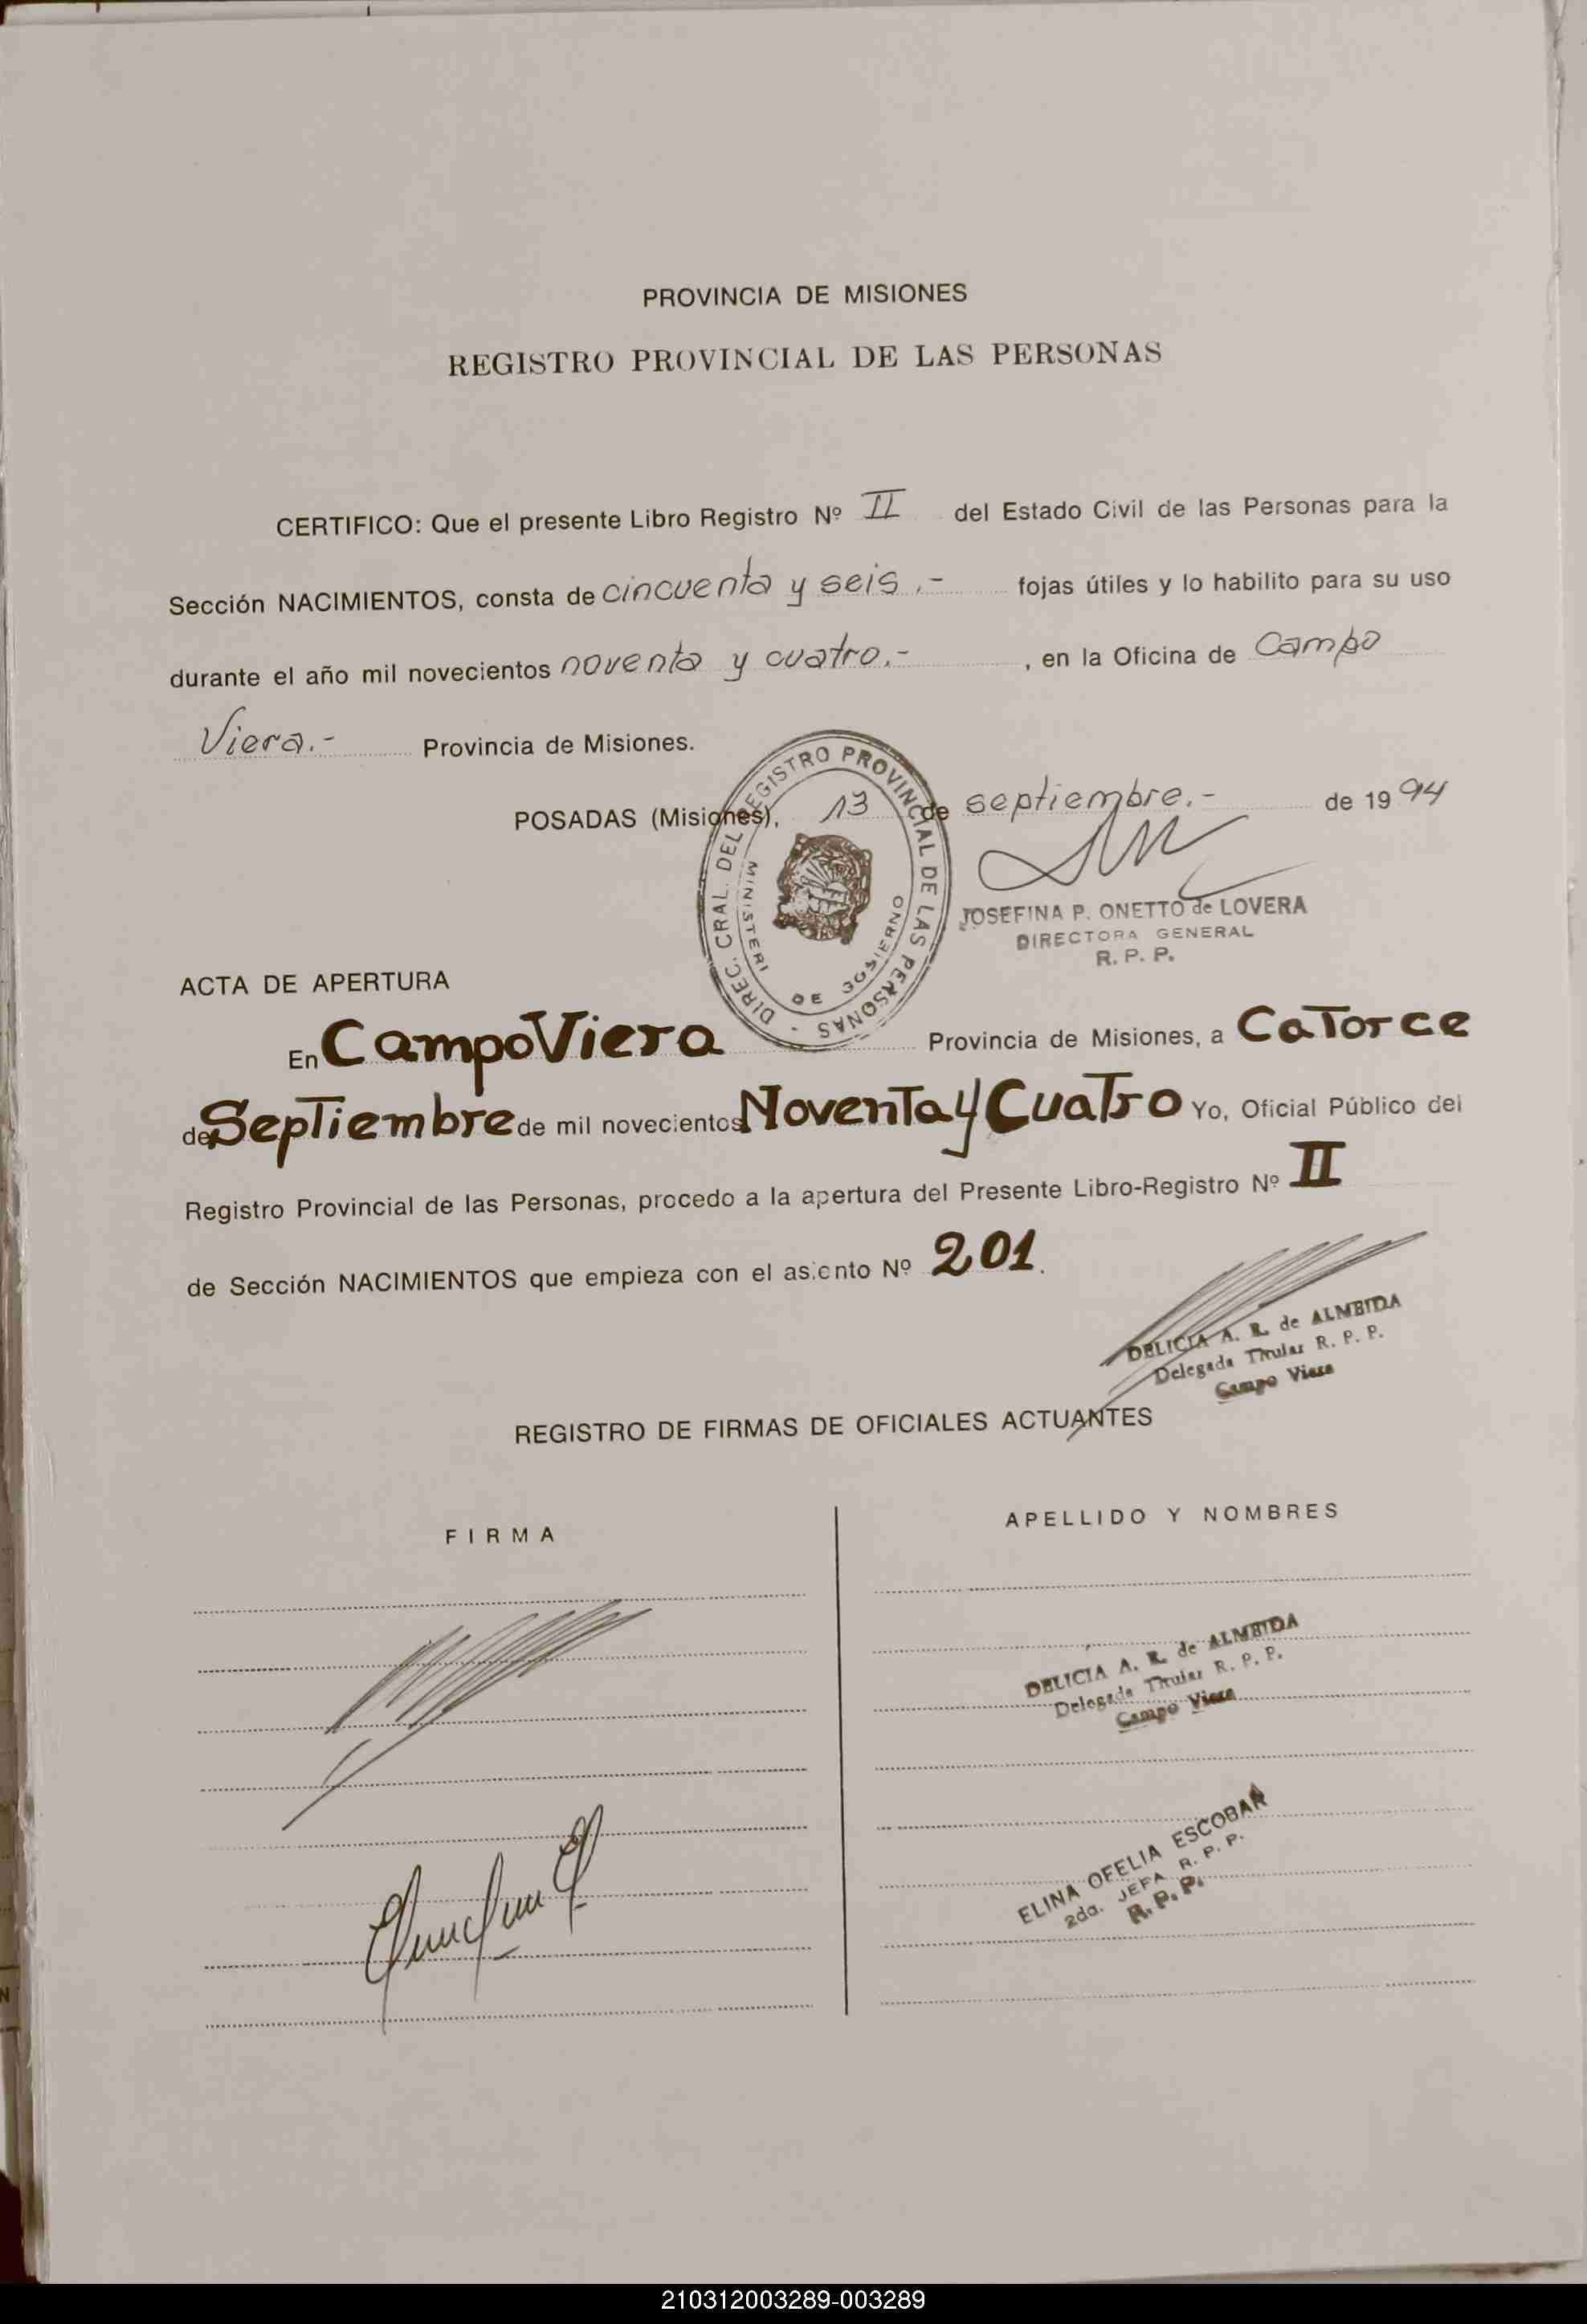 PROVINCIA DE MISIONES
REGISTRO PROVINCIAL DE LAS PERSONAS
CERTIFICO: Que el presente Libro Registro Nº II del Estado Civil de las Personas para la
Sección NACIMIENTOS, consta de cincuenta y seis.- fojas útiles y lo habilito para su uso
durante el año mil novecientos noventa y cuatro.- , en la Oficina de Campo
Viera.- Provincia de Misiones.
POSADAS (Misiones), 13 de septiembre.- de 1994
DIREC. GRAL. DEL REGISTRO PROVINCIAL DE LAS PERSONAS -
MINISTERI DE GOBIERNO
JOSEFINA P. ONETTO de LOVERA
DIRECTORA GENERAL
R. P. P.
ACTA DE APERTURA
En Campo Viera Provincia de Misiones, a Catorce
de Septiembre de mil novecientos Noventa y Cuatro Yo, Oficial Público del
Registro Provincial de las Personas, procedo a la apertura del Presente Libro-Registro Nº II
de Sección NACIMIENTOS que empieza con el asiento Nº 201.
DELICIA A. R. de ALMEIDA
Delegada Titular R. P. P.
Campo Viera
REGISTRO DE FIRMAS DE OFICIALES ACTUANTES
FIRMA
APELLIDO Y NOMBRES
DELICIA A. R. de ALMEIDA
Delegada Titular R. P. P.
Campo Viera
ELINA OFELIA ESCOBAR
2da. JEFA R. P. P.
R. P. P.
210312003289-003289